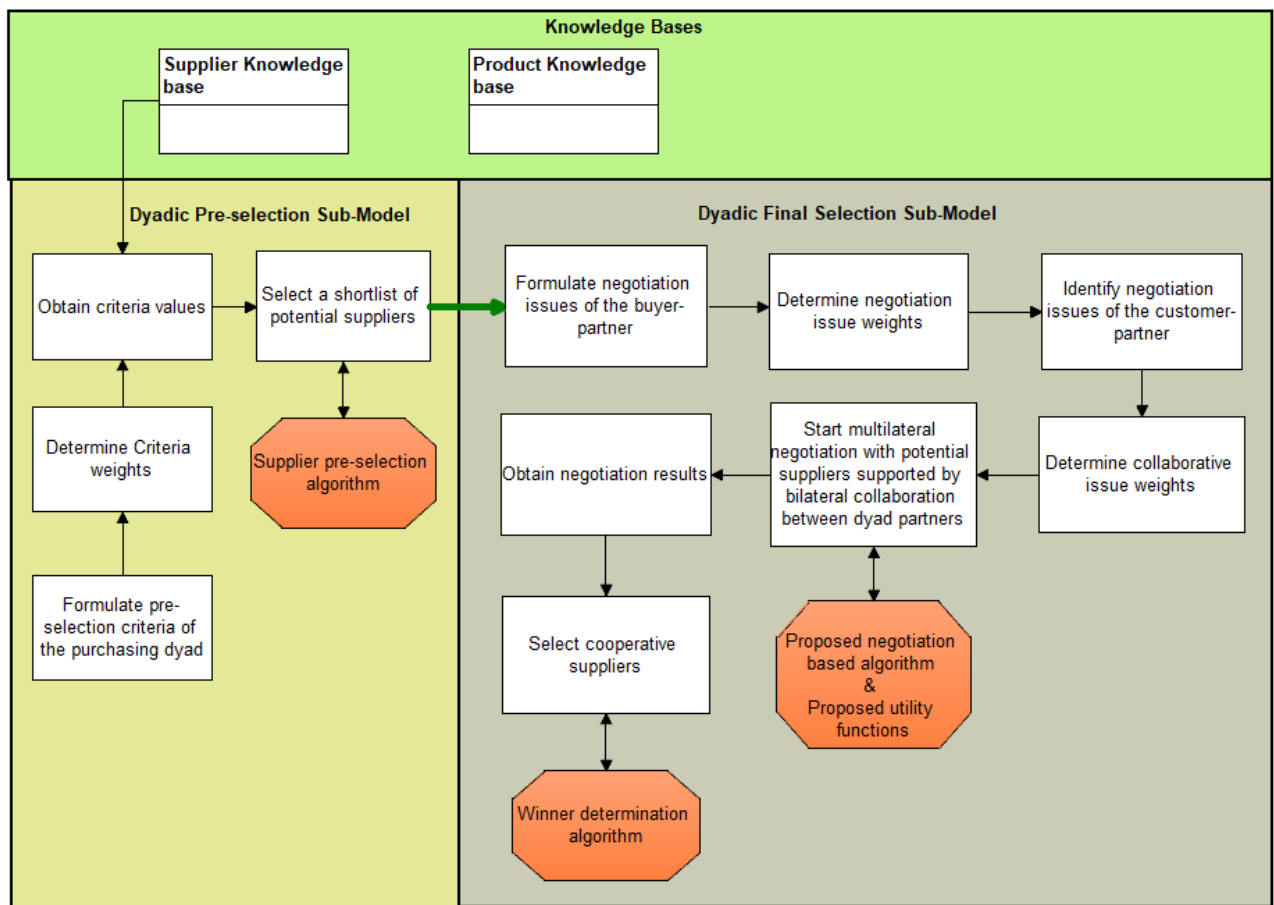 Knowledge Bases
Supplier Knowledge
base
Product Knowledge
base
Dyadic Pre-selection Sub-Model
Obtain criteria values
Select a shortlist of
potential suppliers
Determine Criteria
weights
Supplier pre-selection
algorithm
Formulate pre-
selection criteria of
the purchasing dyad
Dyadic Final Selection Sub-Model
Formulate negotiation
issues of the buyer-
partner
Determine negotiation
issue weights
Identify negotiation
issues of the customer-
partner
Obtain negotiation results
Start multilateral
negotiation with potential
suppliers supported by
bilateral collaboration
between dyad partners
Determine collaborative
issue weights
Select cooperative
suppliers
Proposed negotiation
based algorithm
&
Proposed utility
functions
Winner determination
algorithm